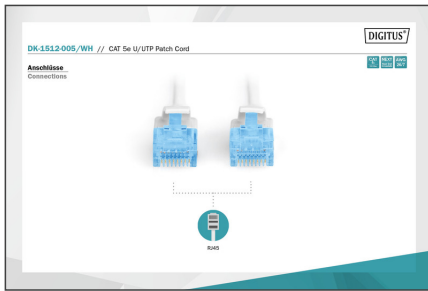 DIGITUS®
DK-1512-005/WH // CAT 5e U/UTP Patch Cord
Anschlüsse
Connections
RJ45